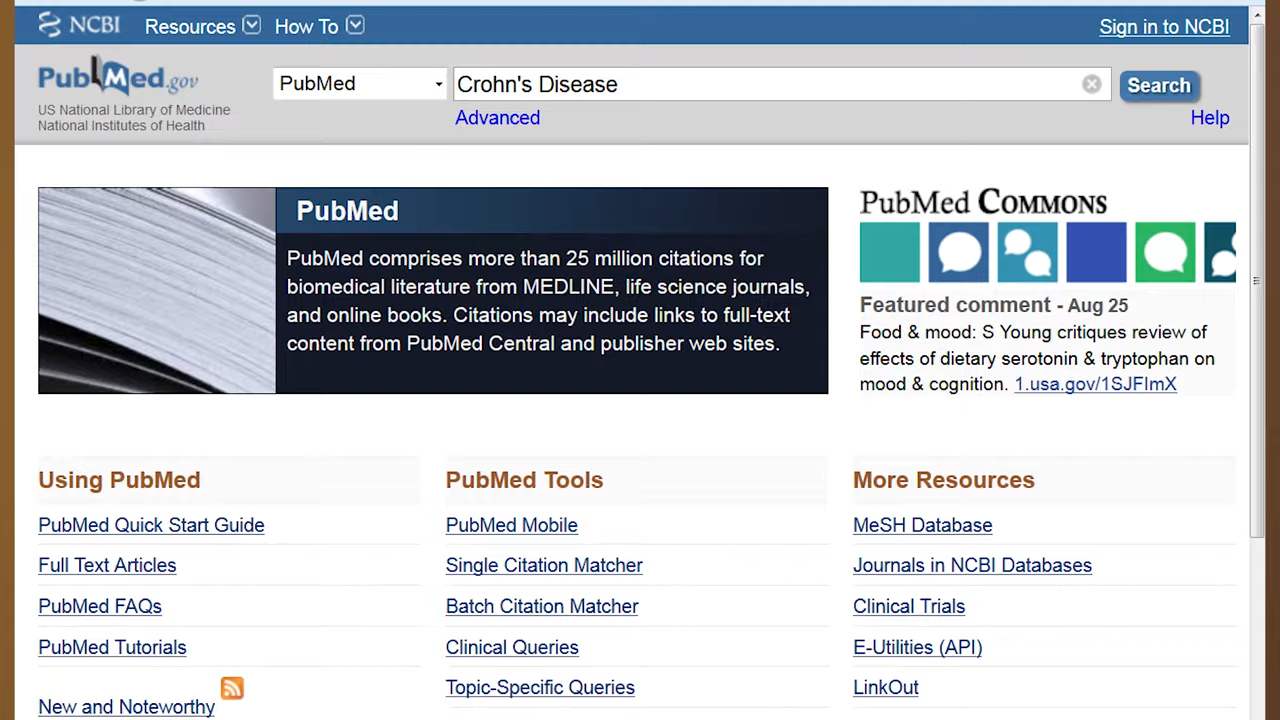 NCBI Resources How To Sign in to NCBI
PubMed.gov PubMed Crohn's Disease Search
US National Library of Medicine
National Institutes of Health
Advanced Help
PubMed
PubMed comprises more than 25 million citations for
biomedical literature from MEDLINE, life science journals,
and online books. Citations may include links to full-text
content from PubMed Central and publisher web sites.
PubMed COMMONS
Featured comment - Aug 25
Food & mood: S Young critiques review of
effects of dietary serotonin & tryptophan on
mood & cognition. 1.usa.gov/1SJFImX
Using PubMed
PubMed Quick Start Guide
Full Text Articles
PubMed FAQs
PubMed Tutorials
New and Noteworthy
PubMed Tools
PubMed Mobile
Single Citation Matcher
Batch Citation Matcher
Clinical Queries
Topic-Specific Queries
More Resources
MeSH Database
Journals in NCBI Databases
Clinical Trials
E-Utilities (API)
LinkOut